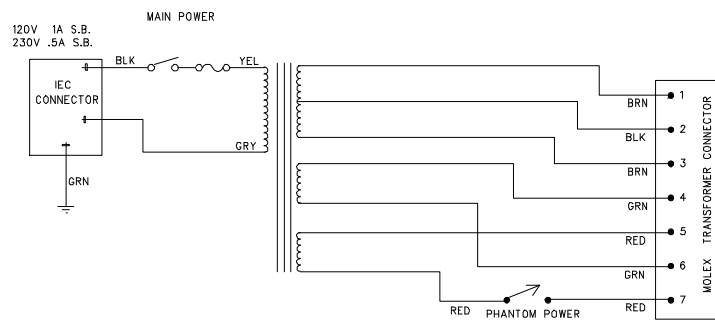 MAIN POWER
120V 1A S.B.
230V .5A S.B.
BLK
YEL
IEC
CONNECTOR
GRY
GRN
BRN
1
BLK
2
BRN
3
GRN
4
RED
5
GRN
6
RED
PHANTOM POWER
RED
7
MOLEX TRANSFORMER CONNECTOR